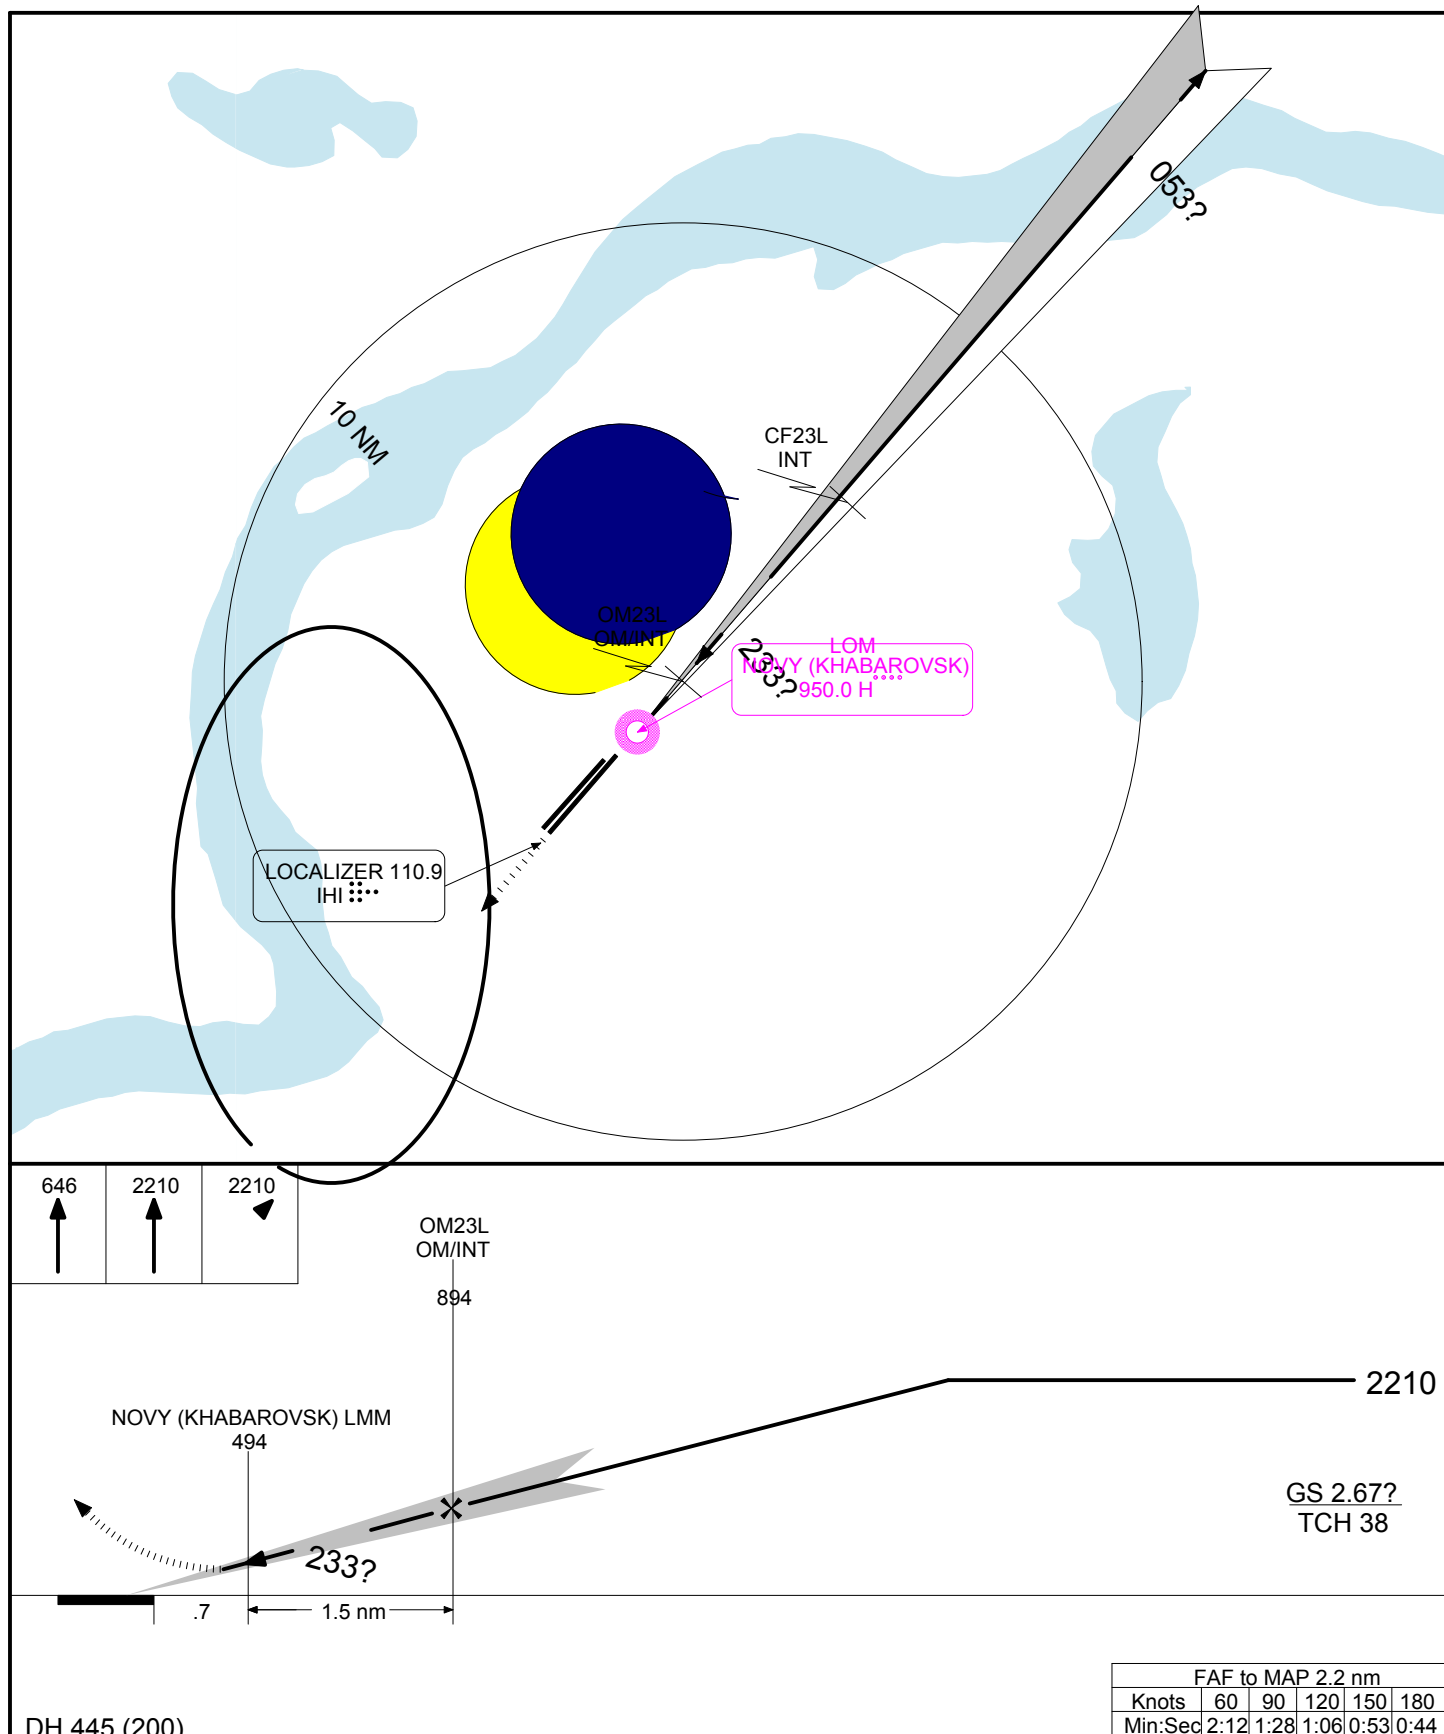 053?
10 NM
CF23L
INT
OM23L
OM/INT
233?
LOM
NOVY (KHABAROVSK)
950.0 H
LOCALIZER 110.9
IHI
646 2210 2210
OM23L
OM/INT
894
2210
NOVY (KHABAROVSK) LMM
494
GS 2.67?
TCH 38
233?
.7 1.5 nm
FAF to MAP 2.2 nm
Knots 60 90 120 150 180
Min:Sec 2:12 1:28 1:06 0:53 0:44
DH 445 (200)